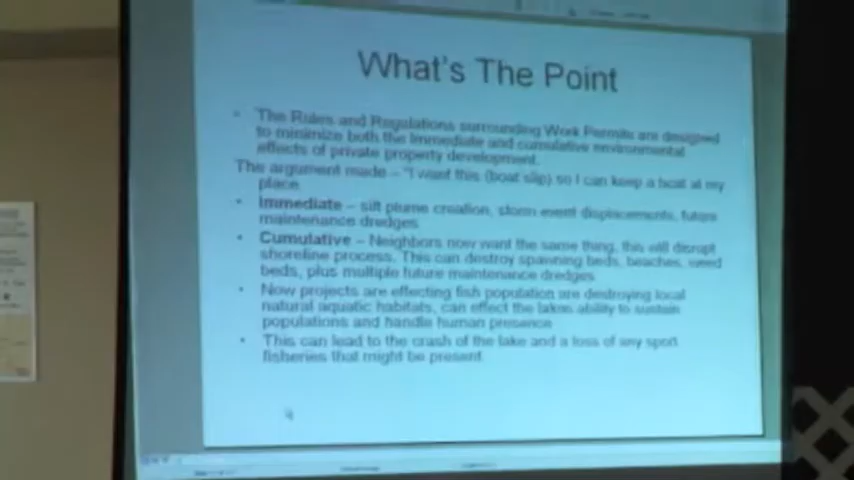 What's The Point
• The Rules and Regulations surrounding Work Permits are designed
to minimize both the immediate and cumulative environmental
effects of private property development.
The argument made – "I want this (boat slip) so I can keep a boat at my
place.
• Immediate – silt plume creation, storm event displacements, future
maintenance dredges
• Cumulative – Neighbors now want the same thing, this will disrupt
shoreline process. This can destroy spawning beds, beaches, weed
beds, plus multiple future maintenance dredges
• Now projects are effecting fish population are destroying local
natural aquatic habitats, can effect the lakes ability to sustain
populations and handle human presence
• This can lead to the crash of the lake and a loss of any sport
fisheries that might be present